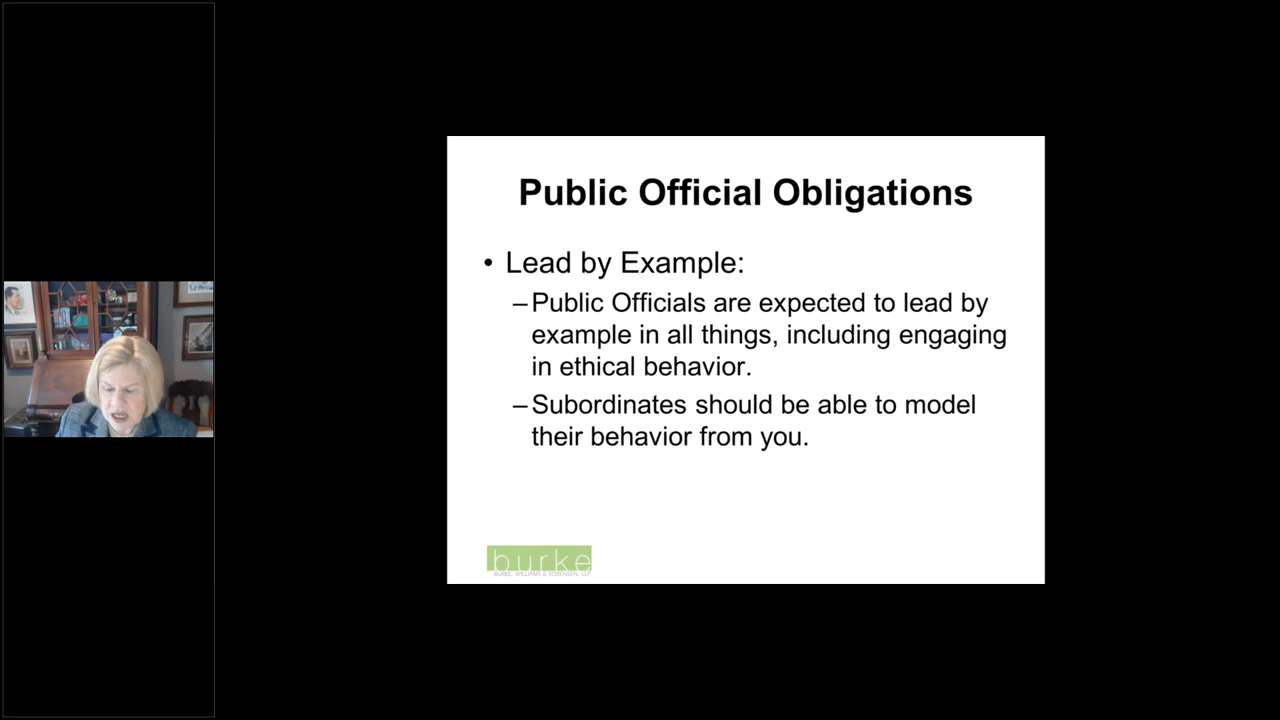 Public Official Obligations
• Lead by Example:
– Public Officials are expected to lead by
example in all things, including engaging
in ethical behavior.
– Subordinates should be able to model
their behavior from you.
burke
BURKE, WILLIAMS & SORENSEN, LLP